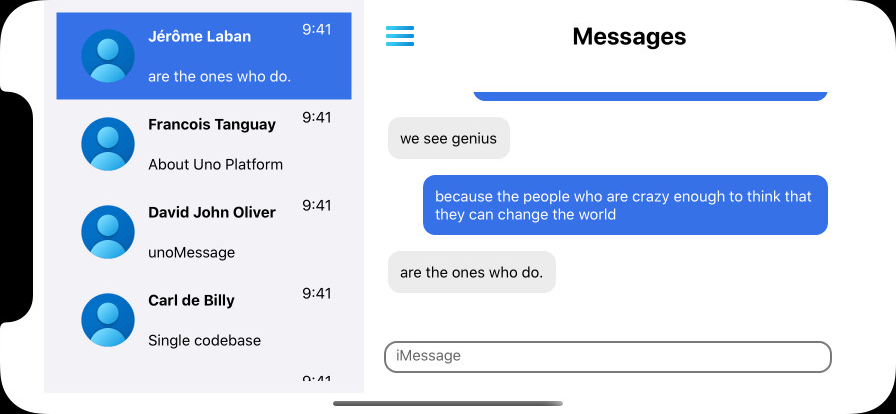 Jérôme Laban 9:41
are the ones who do.
Francois Tanguay 9:41
About Uno Platform
David John Oliver 9:41
unoMessage
Carl de Billy 9:41
Single codebase
9:41
Messages
we see genius
because the people who are crazy enough to think that
they can change the world
are the ones who do.
iMessage